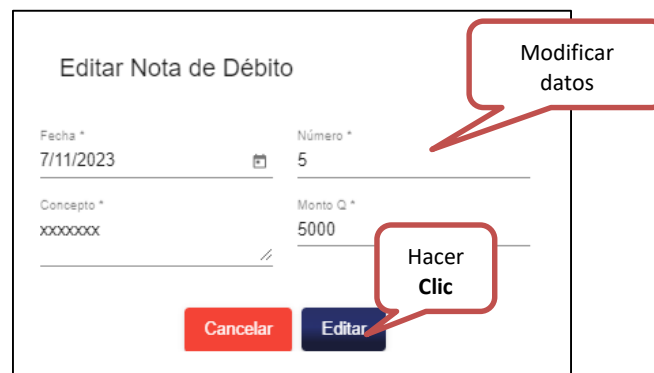 Editar Nota de Débito
Modificar
datos
Fecha *
Número *
7/11/2023
5
Concepto *
Monto Q *
xxxxxxx
5000
Hacer
Clic
Cancelar
Editar